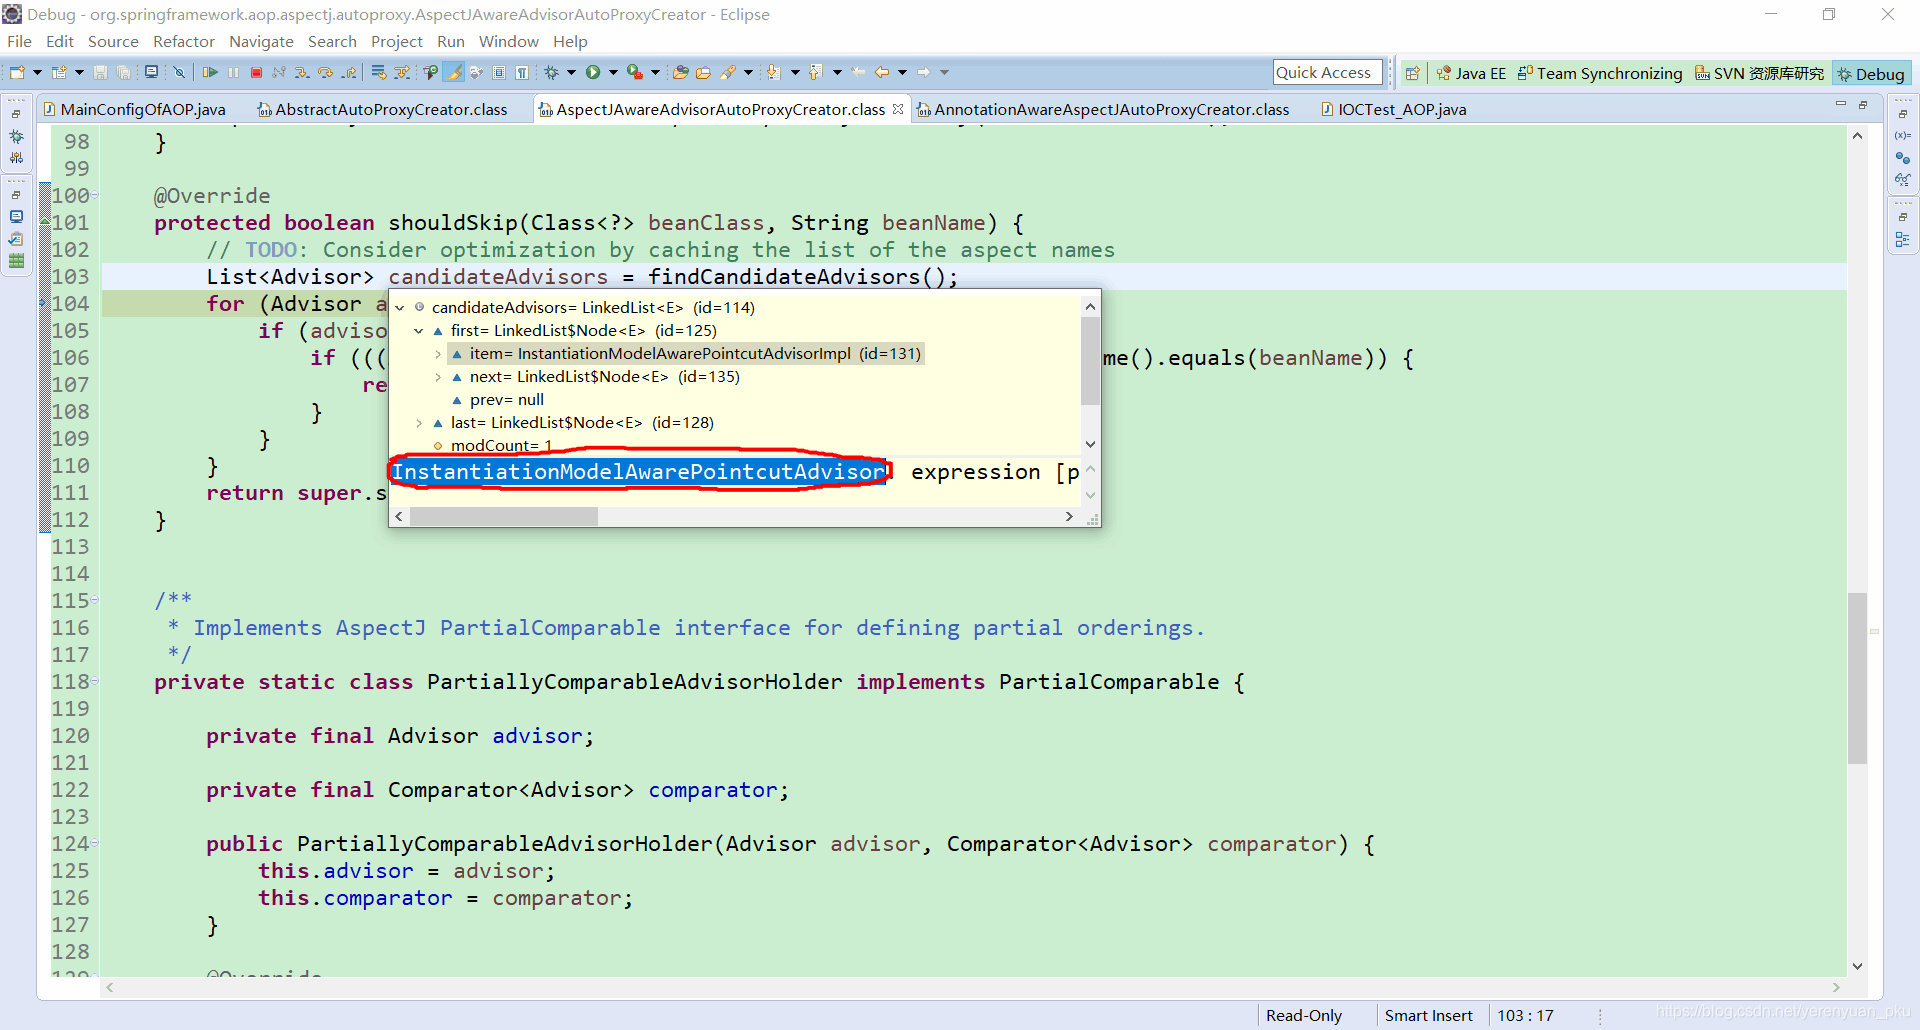 Debug - org.springframework.aop.aspectj.autoproxy.AspectJAwareAdvisorAutoProxyCreator - Eclipse
File Edit Source Refactor Navigate Search Project Run Window Help
Quick Access Java EE Team Synchronizing SVN 资源库研究 Debug
MainConfigOfAOP.java AbstractAutoProxyCreator.class AspectJAwareAdvisorAutoProxyCreator.class AnnotationAwareAspectJAutoProxyCreator.class IOCTest_AOP.java
98 }
99
100 @Override
101 protected boolean shouldSkip(Class<?> beanClass, String beanName) {
102 // TODO: Consider optimization by caching the list of the aspect names
103 List<Advisor> candidateAdvisors = findCandidateAdvisors();
104 for (Advisor a
105 if (adviso
106 if (((
me().equals(beanName)) {
107 re
108 }
109 }
110 }
111 return super.s
112 }
candidateAdvisors= LinkedList<E> (id=114)
first= LinkedList$Node<E> (id=125)
item= InstantiationModelAwarePointcutAdvisorImpl (id=131)
next= LinkedList$Node<E> (id=135)
prev= null
last= LinkedList$Node<E> (id=128)
modCount= 1
InstantiationModelAwarePointcutAdvisor: expression [p
113
114
115 /**
116 * Implements AspectJ PartialComparable interface for defining partial orderings.
117 */
118 private static class PartiallyComparableAdvisorHolder implements PartialComparable {
119
120 private final Advisor advisor;
121
122 private final Comparator<Advisor> comparator;
123
124 public PartiallyComparableAdvisorHolder(Advisor advisor, Comparator<Advisor> comparator) {
125 this.advisor = advisor;
126 this.comparator = comparator;
127 }
128
129 @Override
Read-Only Smart Insert 103 : 17
https://blog.csdn.net/yerenyuan_pku